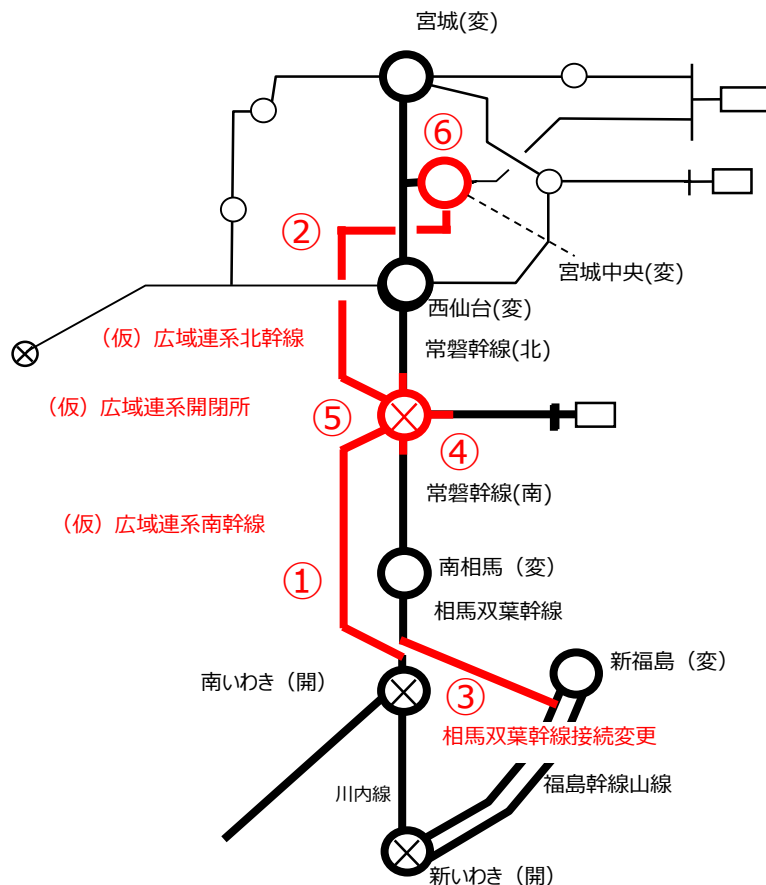 宮城(変)
⑥
②
宮城中央(変)
西仙台(変)
(仮)広域連系北幹線
常磐幹線(北)
(仮)広域連系開閉所
⑤
④
常磐幹線(南)
(仮)広域連系南幹線
①
南相馬(変)
相馬双葉幹線
新福島(変)
南いわき(開)
③
相馬双葉幹線接続変更
川内線
福島幹線山線
新いわき(開)